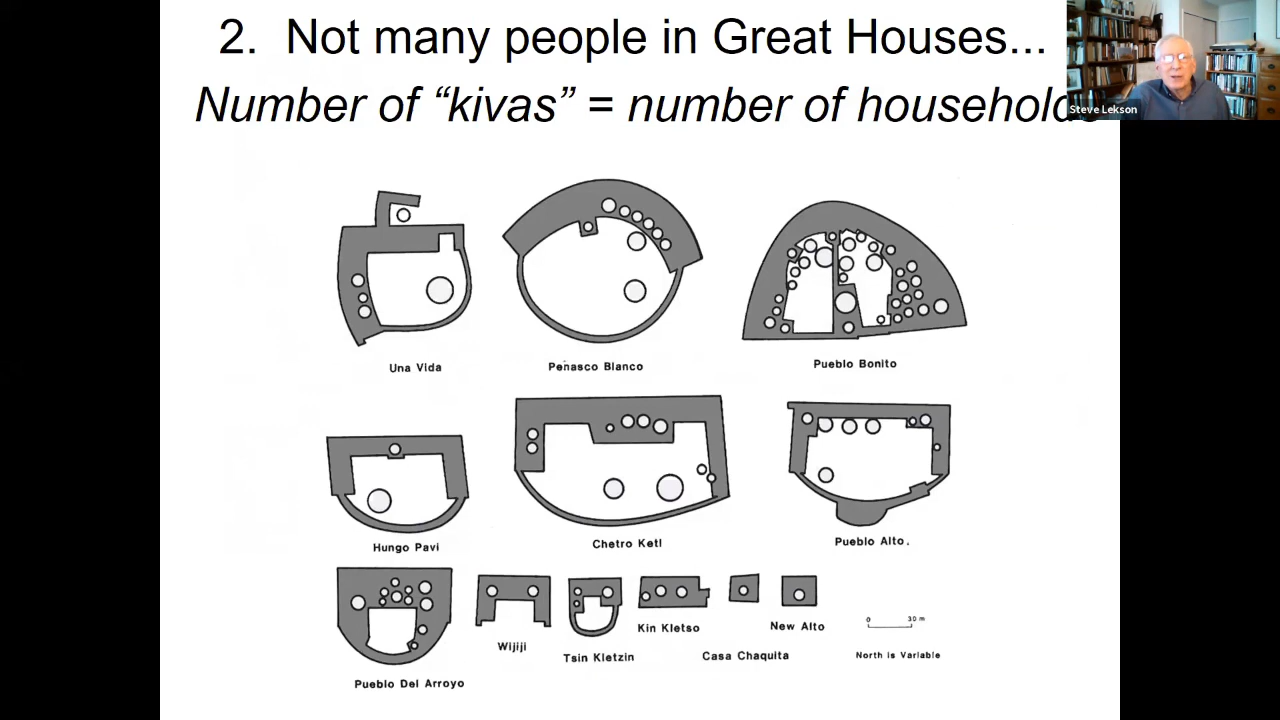 2. Not many people in Great Houses...
Number of “kivas” = number of households
Steve Lekson
Una Vida
Penasco Blanco
Pueblo Bonito
Hungo Pavi
Chetro Ketl
Pueblo Alto.
Pueblo Del Arroyo
Wijiji
Tsin Kletzin
Kin Kletso
Casa Chaquita
New Alto
0 30 m
North is Variable